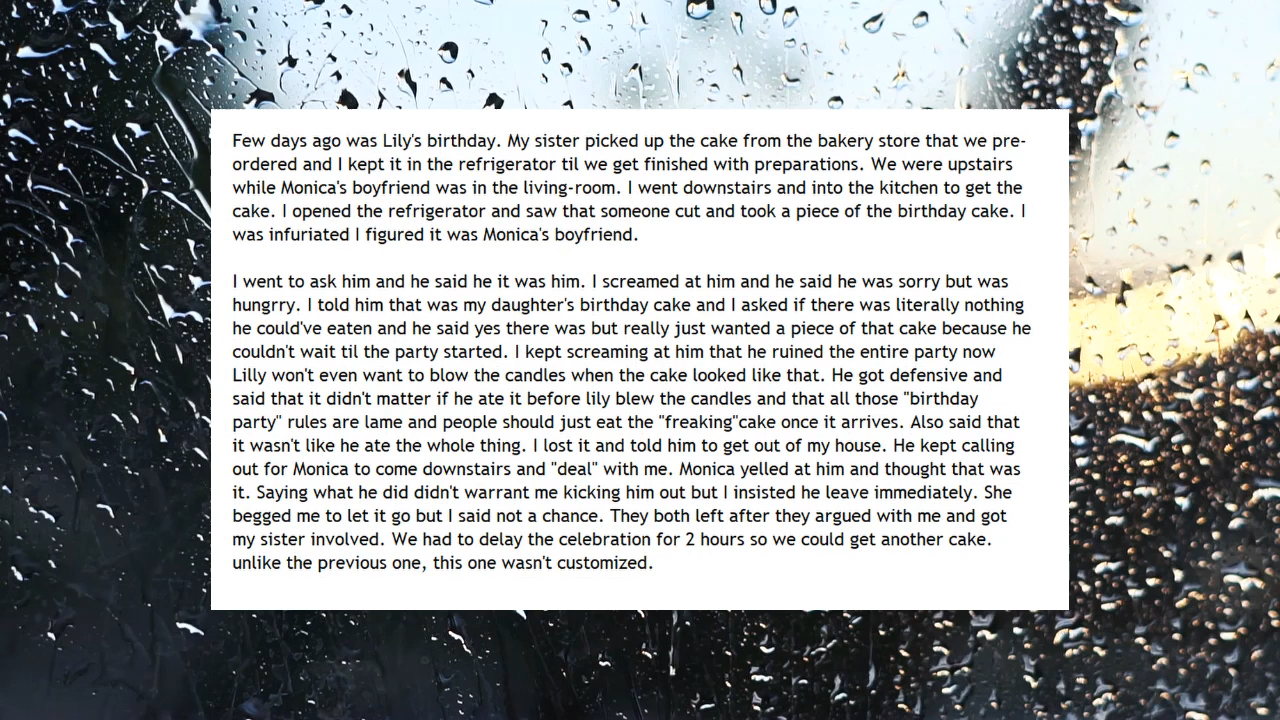 Few days ago was Lily's birthday. My sister picked up the cake from the bakery store that we pre-
ordered and I kept it in the refrigerator til we get finished with preparations. We were upstairs
while Monica's boyfriend was in the living-room. I went downstairs and into the kitchen to get the
cake. I opened the refrigerator and saw that someone cut and took a piece of the birthday cake. I
was infuriated I figured it was Monica's boyfriend.

I went to ask him and he said he it was him. I screamed at him and he said he was sorry but was
hungrry. I told him that was my daughter's birthday cake and I asked if there was literally nothing
he could've eaten and he said yes there was but really just wanted a piece of that cake because he
couldn't wait til the party started. I kept screaming at him that he ruined the entire party now
Lilly won't even want to blow the candles when the cake looked like that. He got defensive and
said that it didn't matter if he ate it before lily blew the candles and that all those "birthday
party" rules are lame and people should just eat the "freaking"cake once it arrives. Also said that
it wasn't like he ate the whole thing. I lost it and told him to get out of my house. He kept calling
out for Monica to come downstairs and "deal" with me. Monica yelled at him and thought that was
it. Saying what he did didn't warrant me kicking him out but I insisted he leave immediately. She
begged me to let it go but I said not a chance. They both left after they argued with me and got
my sister involved. We had to delay the celebration for 2 hours so we could get another cake.
unlike the previous one, this one wasn't customized.